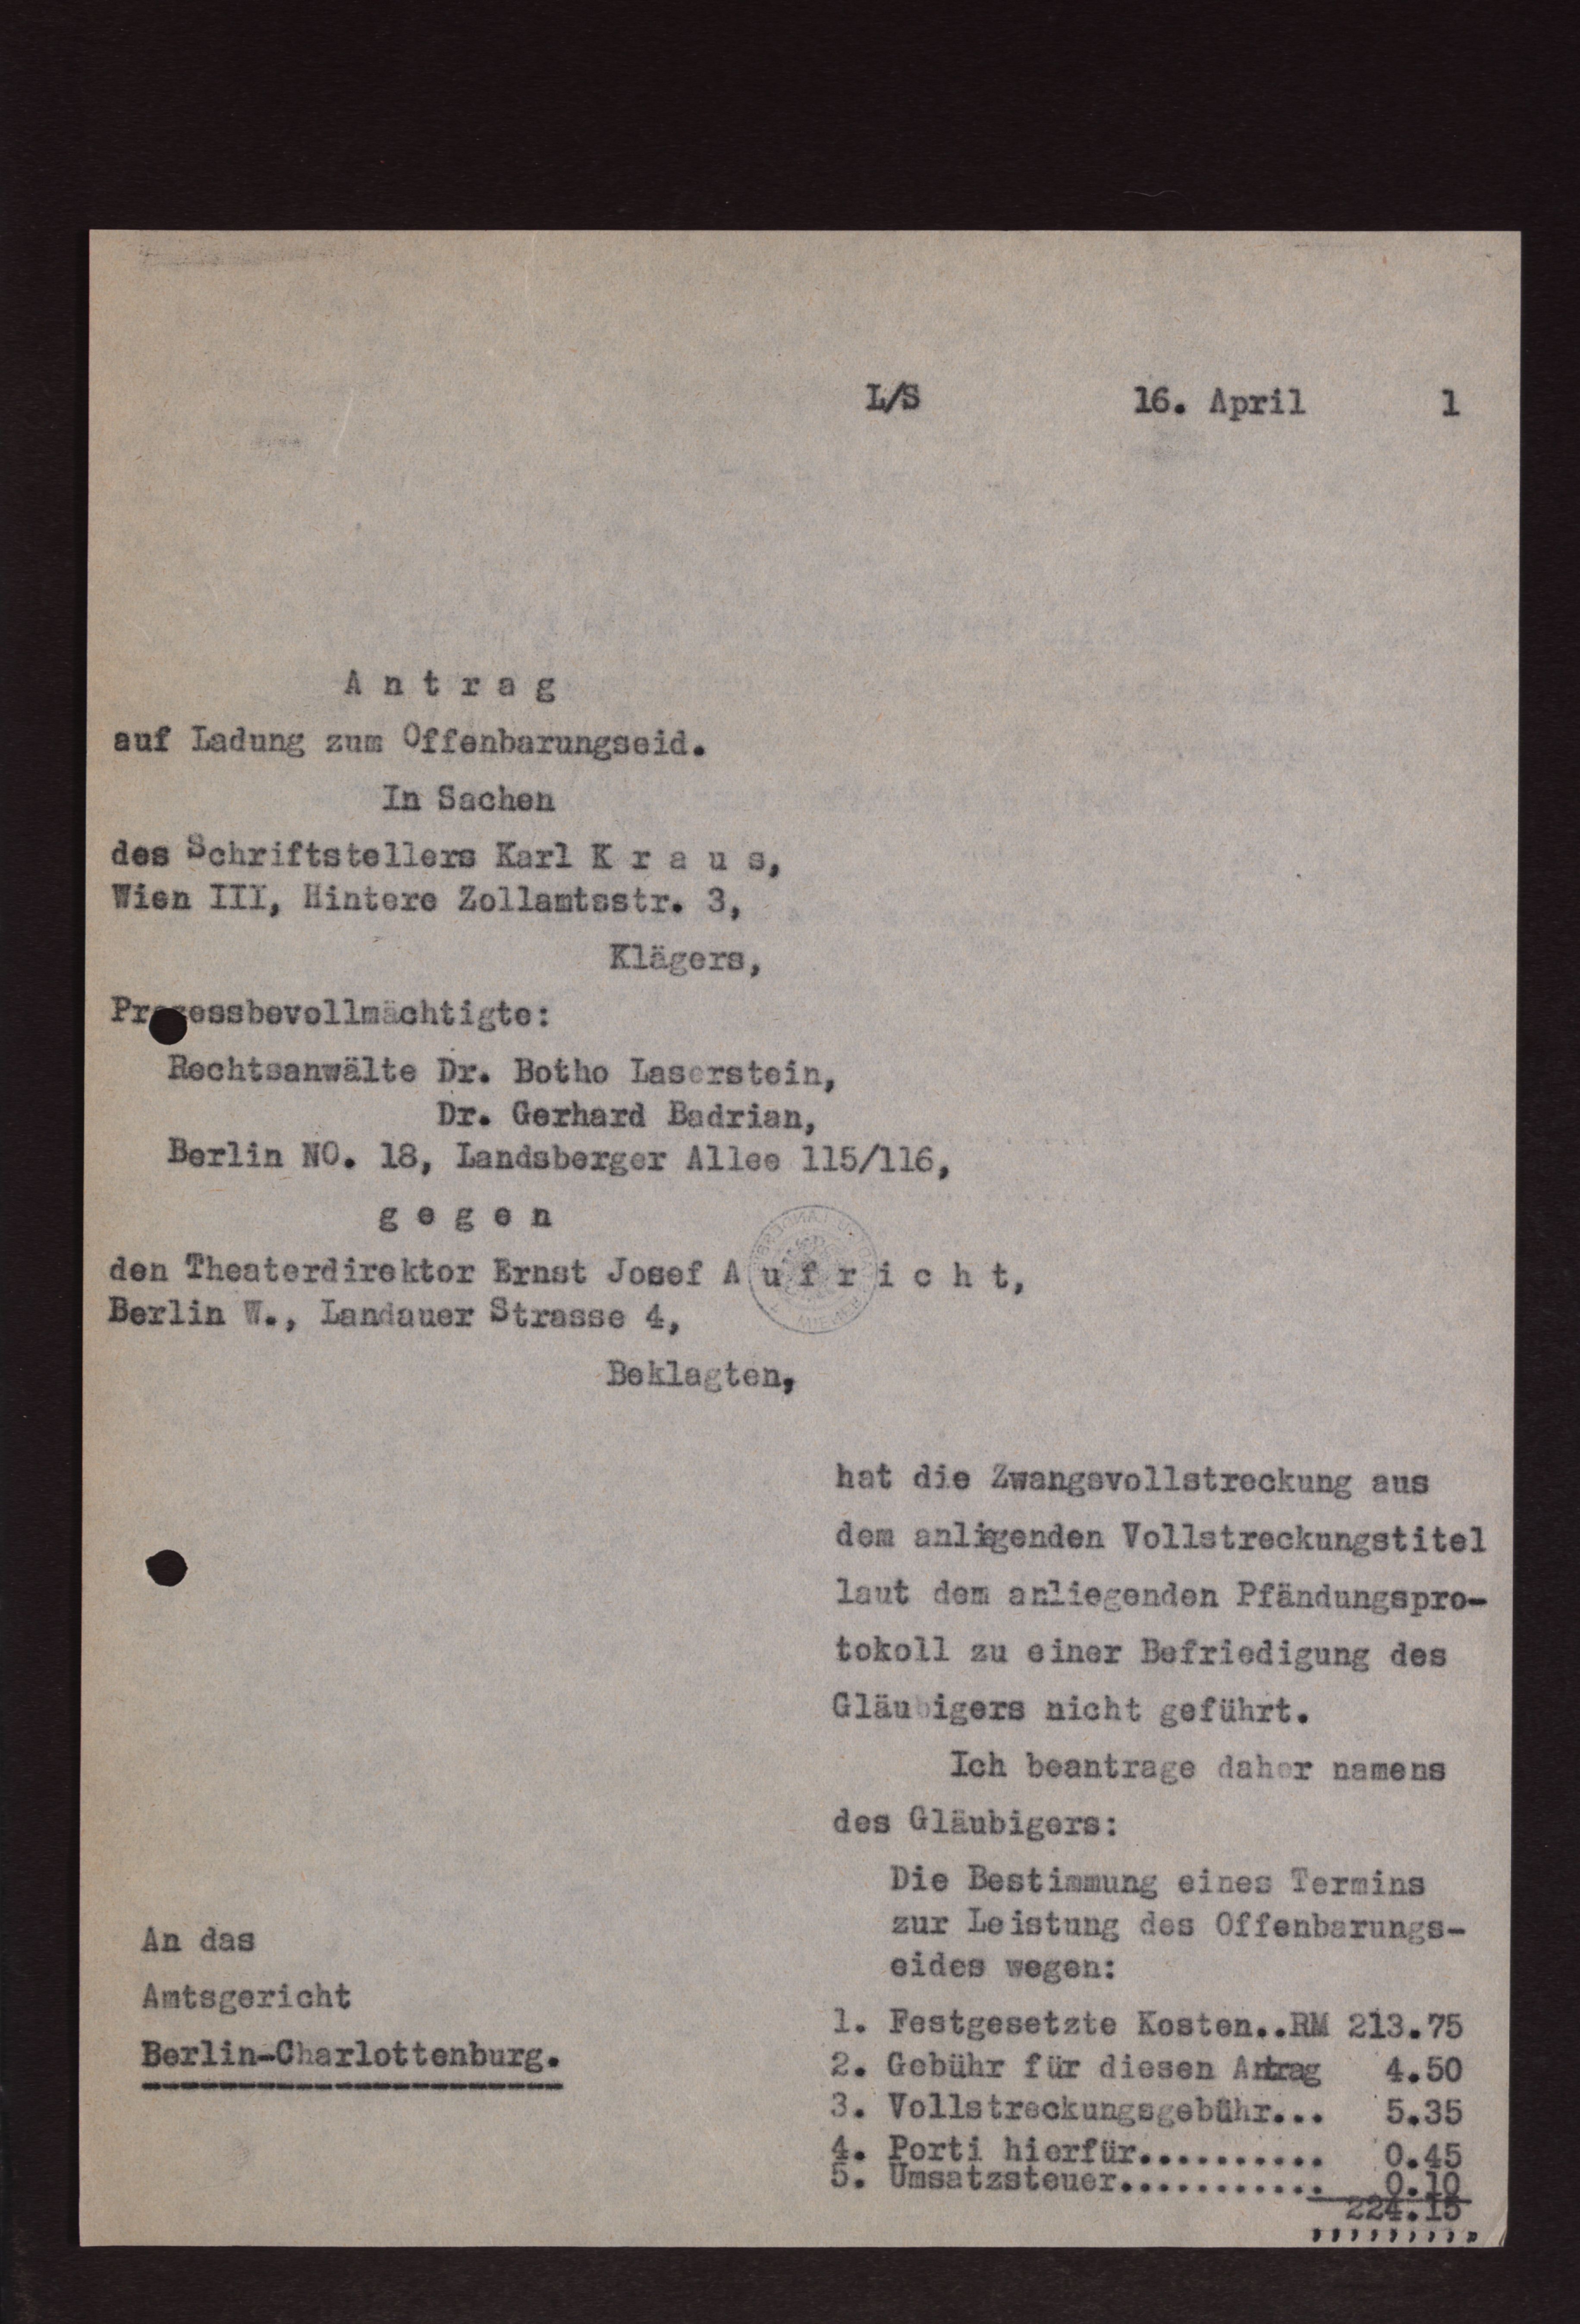 L/S 16. April 1
A n t r a g
auf Ladung zum Offenbarungseid.
In Sachen
des Schriftstellers Karl K r a u s,
Wien III, Hintere Zollamtsstr. 3,
Klägers,
Prozessbevollmächtigte:
Rechtsanwälte Dr. Botho Laserstein,
Dr. Gerhard Badrian,
Berlin NO. 18, Landsberger Allee 115/116,
g e g e n
den Theaterdirektor Ernst Josef A u f r i c h t,
Berlin W., Landauer Strasse 4,
Beklagten,
hat die Zwangsvollstreckung aus
dem anligenden Vollstreckungstitel
laut dem anliegenden Pfändungspro-
tokoll zu einer Befriedigung des
Gläubigers nicht geführt.
Ich beantrage daher namens
des Gläubigers:
Die Bestimmung eines Termins
zur Leistung des Offenbarungs-
eides wegen:
1. Festgesetzte Kosten..RM 213.75
2. Gebühr für diesen Antrag 4.50
3. Vollstreckungsgebühr... 5.35
4. Porti hierfür.......... 0.45
5. Umsatzsteuer........... 0.10
224.15
,,,,,,,,,
An das
Amtsgericht
Berlin-Charlottenburg.